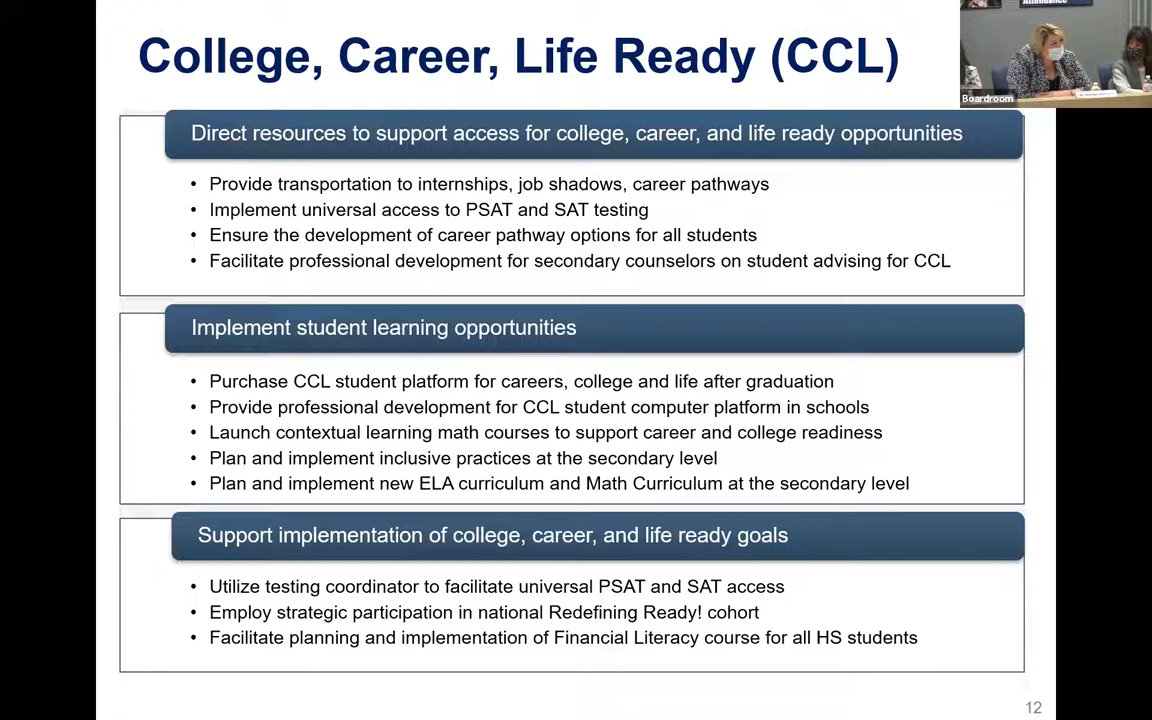 College, Career, Life Ready (CCL)
Attendance
Boardroom
Direct resources to support access for college, career, and life ready opportunities
• Provide transportation to internships, job shadows, career pathways
• Implement universal access to PSAT and SAT testing
• Ensure the development of career pathway options for all students
• Facilitate professional development for secondary counselors on student advising for CCL
Implement student learning opportunities
• Purchase CCL student platform for careers, college and life after graduation
• Provide professional development for CCL student computer platform in schools
• Launch contextual learning math courses to support career and college readiness
• Plan and implement inclusive practices at the secondary level
• Plan and implement new ELA curriculum and Math Curriculum at the secondary level
Support implementation of college, career, and life ready goals
• Utilize testing coordinator to facilitate universal PSAT and SAT access
• Employ strategic participation in national Redefining Ready! cohort
• Facilitate planning and implementation of Financial Literacy course for all HS students
12